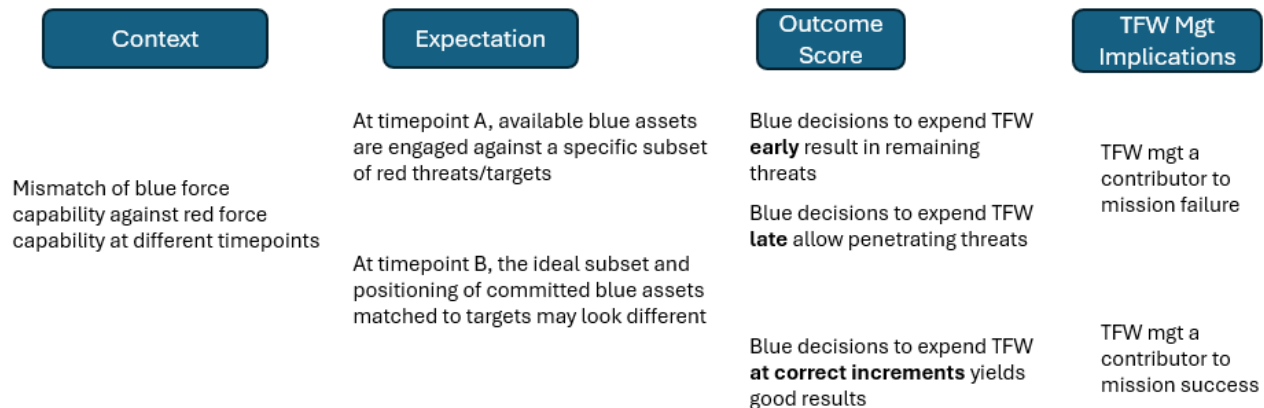 Context
Expectation
Outcome
Score
TFW Mgt
Implications
Mismatch of blue force
capability against red force
capability at different timepoints
At timepoint A, available blue assets
are engaged against a specific subset
of red threats/targets
At timepoint B, the ideal subset and
positioning of committed blue assets
matched to targets may look different
Blue decisions to expend TFW
early result in remaining
threats
Blue decisions to expend TFW
late allow penetrating threats
Blue decisions to expend TFW
at correct increments yields
good results
TFW mgt a
contributor to
mission failure
TFW mgt a
contributor to
mission success